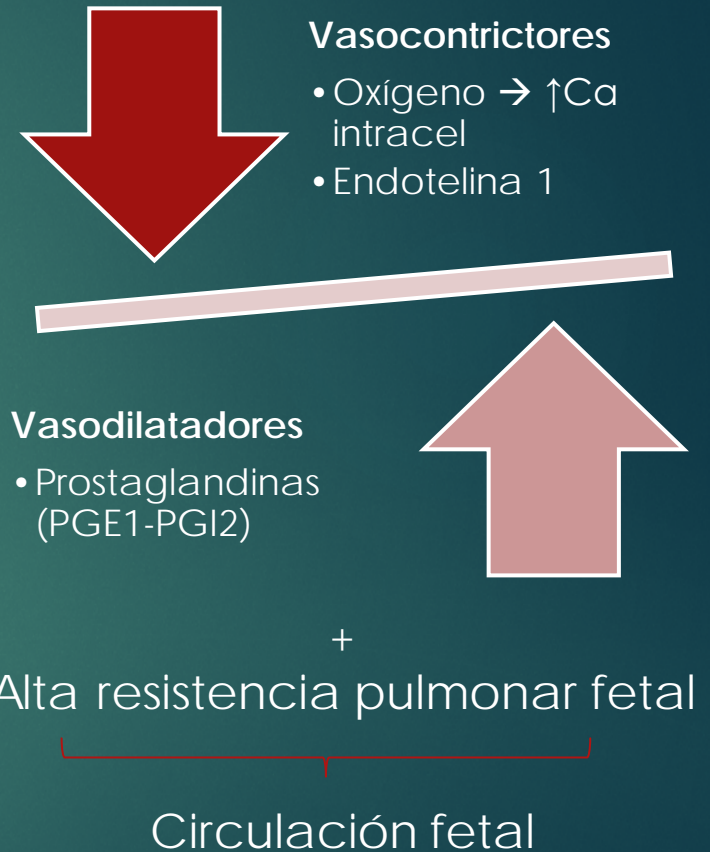 Vasocontrictores
• Oxígeno → ↑Ca
intracel
• Endotelina 1
Vasodilatadores
• Prostaglandinas
(PGE1-PGI2)
+
Alta resistencia pulmonar fetal
Circulación fetal